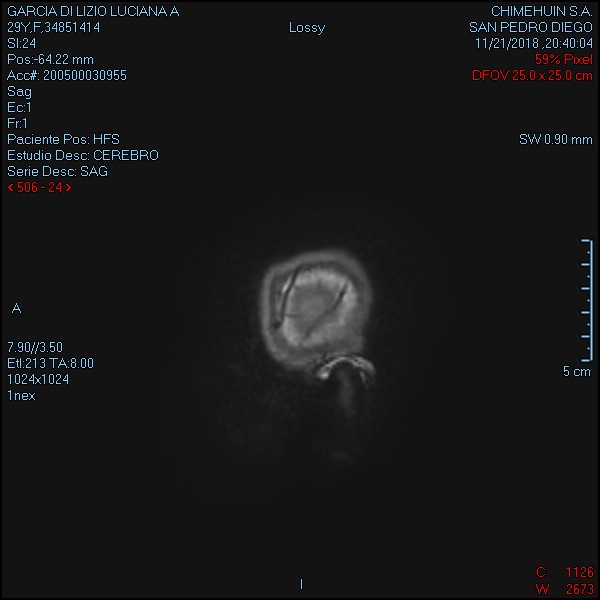 GARCIA DI LIZIO LUCIANA A
29Y,F,34851414
Sl:24
Pos:-64.22 mm
Acc#: 200500030955
Sag
Ec:1
Fr:1
Paciente Pos: HFS
Estudio Desc: CEREBRO
Serie Desc: SAG
< 506 - 24 >
Lossy
CHIMEHUIN S.A.
SAN PEDRO DIEGO
11/21/2018 ,20:40:04
59% Pixel
DFOV 25.0 x 25.0 cm
SW 0.90 mm
A
7.90//3.50
Etl:213 TA:8.00
1024x1024
1nex
5 cm
I
C 1126
W 2673